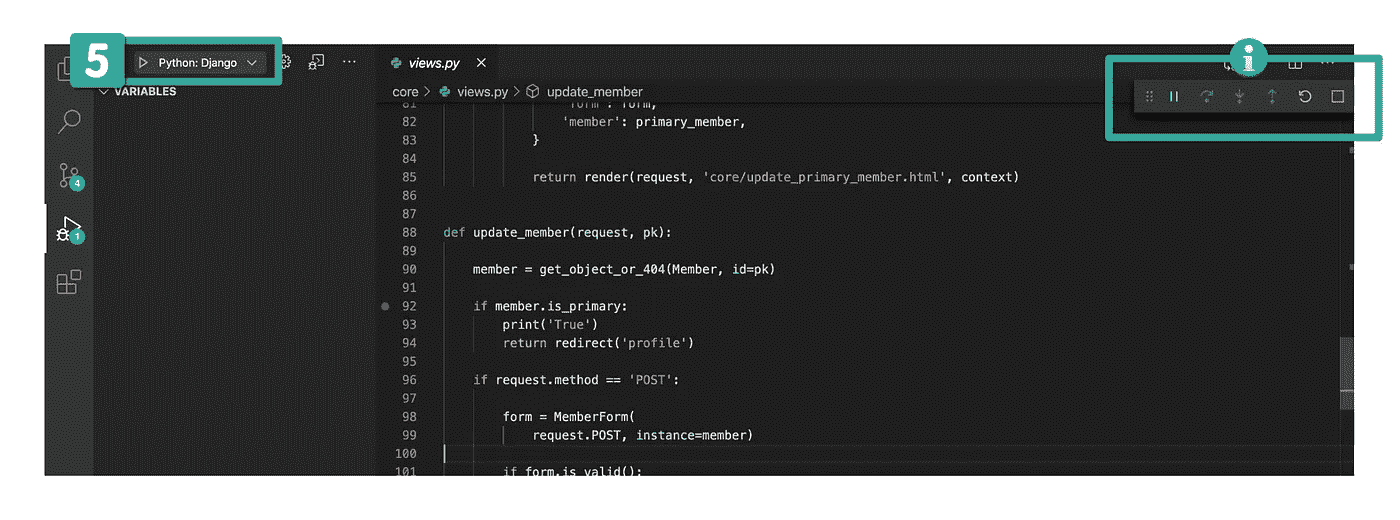 5
Python: Django
i
views.py
VARIABLES
core > views.py > update_member
81 'form': form,
82 'member': primary_member,
83 }
84
85 return render(request, 'core/update_primary_member.html', context)
86
87
88 def update_member(request, pk):
89
90 member = get_object_or_404(Member, id=pk)
91
92 if member.is_primary:
93 print('True')
94 return redirect('profile')
95
96 if request.method == 'POST':
97
98 form = MemberForm(
99 request.POST, instance=member)
100
101 if form.is_valid():
4
1